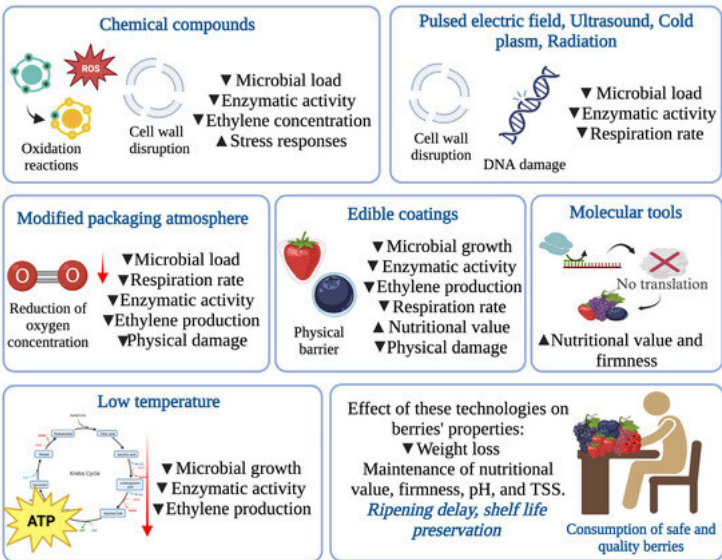 Chemical compounds
ROS
Oxidation
reactions
Cell wall
disruption
▼Microbial load
▼Enzymatic activity
▼Ethylene concentration
▲ Stress responses
Pulsed electric field, Ultrasound, Cold
plasm, Radiation
Cell wall
disruption
DNA damage
▼ Microbial load
▼Enzymatic activity
▼Respiration rate
Modified packaging atmosphere
O O
Reduction of
oxygen
concentration
▼Microbial load
▼Respiration rate
▼Enzymatic activity
▼Ethylene production
▼Physical damage
Edible coatings
Physical
barrier
▼ Microbial growth
▼ Enzymatic activity
▼Ethylene production
▼ Respiration rate
▲ Nutritional value
▼Physical damage
Molecular tools
No translation
▲Nutritional value and
firmness
Low temperature
Krebs Cycle
ATP
▼ Microbial growth
▼ Enzymatic activity
▼Ethylene production
Effect of these technologies on
berries' properties:
▼ Weight loss
Maintenance of nutritional
value, firmness, pH, and TSS.
Ripening delay, shelf life
preservation
Consumption of safe and
quality berries